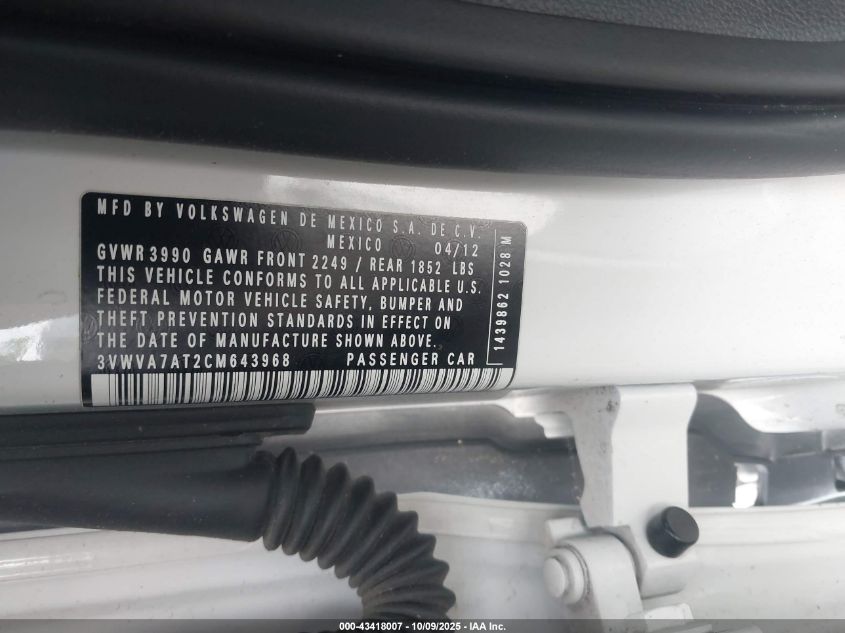 MFD BY VOLKSWAGEN DE MEXICO S.A. DE C.V.
MEXICO 04/12
GVWR 3990 GAWR FRONT 2249 / REAR 1852 LBS
THIS VEHICLE CONFORMS TO ALL APPLICABLE U.S.
FEDERAL MOTOR VEHICLE SAFETY, BUMPER AND
THEFT PREVENTION STANDARDS IN EFFECT ON
THE DATE OF MANUFACTURE SHOWN ABOVE.
3VWVA7AT2CM643968 PASSENGER CAR
1439862 1028 M
000-43418007 - 10/09/2025 - IAA Inc.